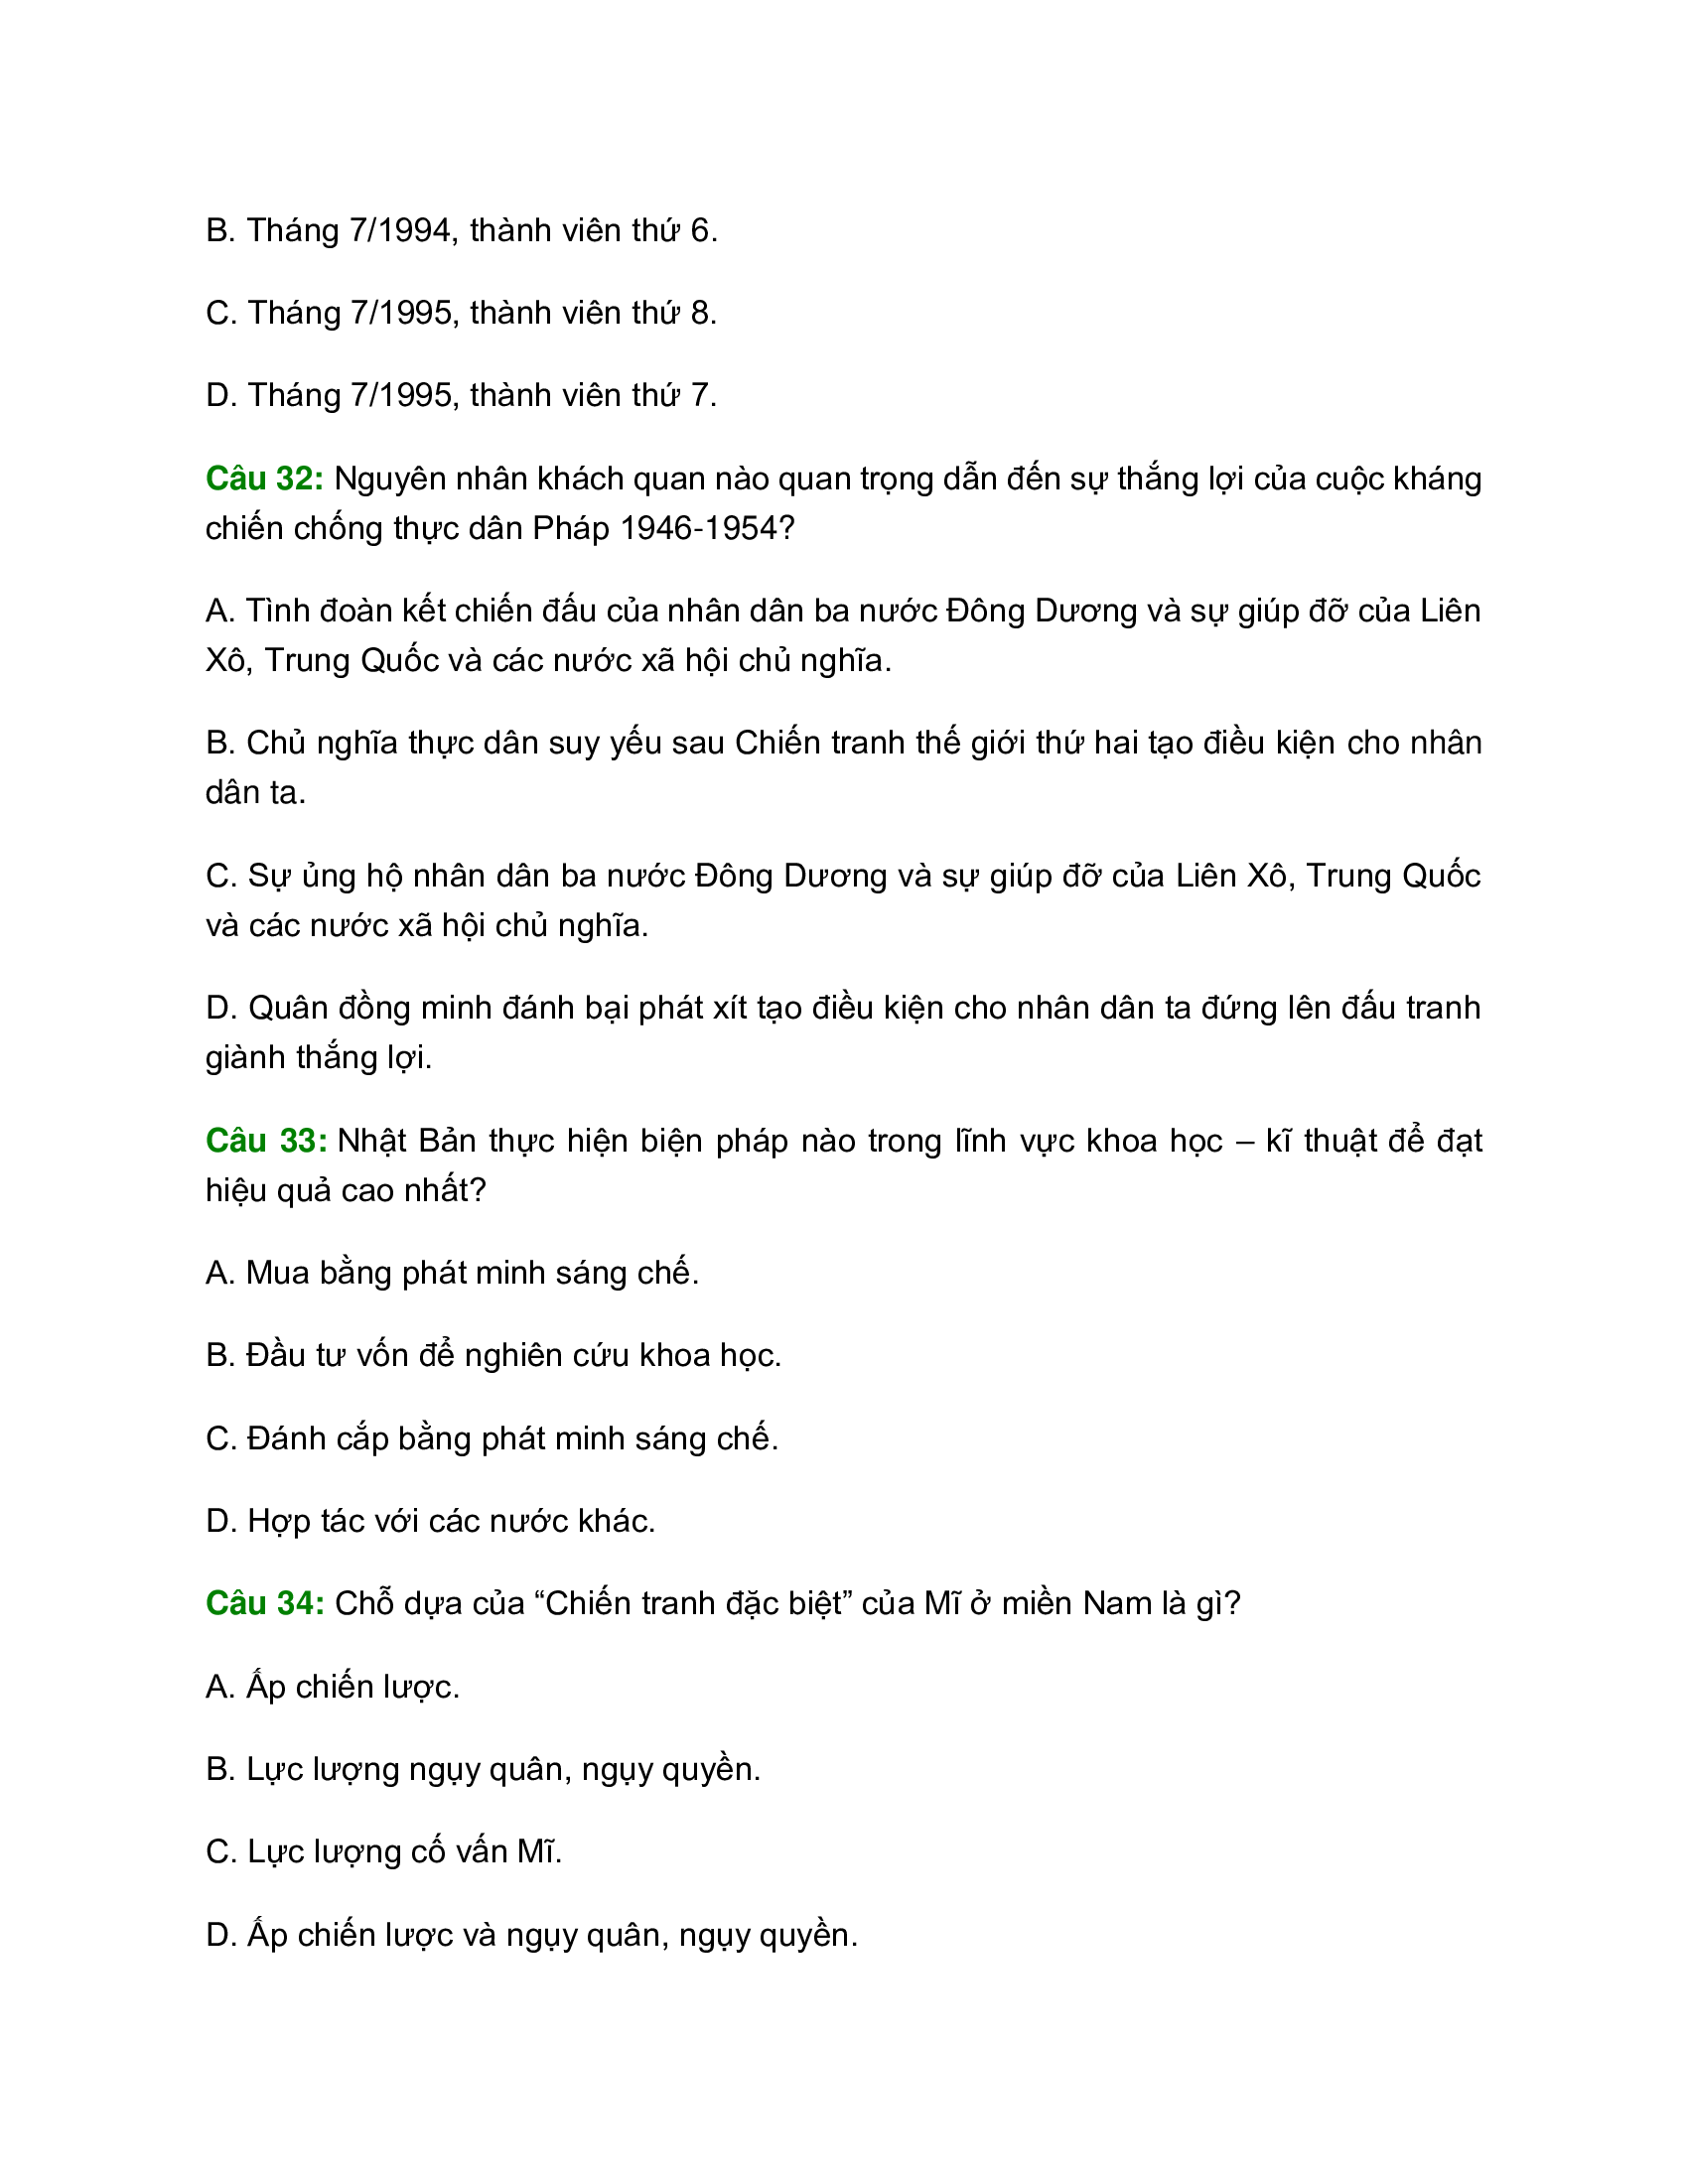 B. Tháng 7/1994, thành viên thứ 6.
C. Tháng 7/1995, thành viên thứ 8.
D. Tháng 7/1995, thành viên thứ 7.
Câu 32: Nguyên nhân khách quan nào quan trọng dẫn đến sự thắng lợi của cuộc kháng
chiến chống thực dân Pháp 1946-1954?
A. Tình đoàn kết chiến đấu của nhân dân ba nước Đông Dương và sự giúp đỡ của Liên
Xô, Trung Quốc và các nước xã hội chủ nghĩa.
B. Chủ nghĩa thực dân suy yếu sau Chiến tranh thế giới thứ hai tạo điều kiện cho nhân
dân ta.
C. Sự ủng hộ nhân dân ba nước Đông Dương và sự giúp đỡ của Liên Xô, Trung Quốc
và các nước xã hội chủ nghĩa.
D. Quân đồng minh đánh bại phát xít tạo điều kiện cho nhân dân ta đứng lên đấu tranh
giành thắng lợi.
Câu 33: Nhật Bản thực hiện biện pháp nào trong lĩnh vực khoa học – kĩ thuật để đạt
hiệu quả cao nhất?
A. Mua bằng phát minh sáng chế.
B. Đầu tư vốn để nghiên cứu khoa học.
C. Đánh cắp bằng phát minh sáng chế.
D. Hợp tác với các nước khác.
Câu 34: Chỗ dựa của “Chiến tranh đặc biệt” của Mĩ ở miền Nam là gì?
A. Ấp chiến lược.
B. Lực lượng ngụy quân, ngụy quyền.
C. Lực lượng cố vấn Mĩ.
D. Ấp chiến lược và ngụy quân, ngụy quyền.